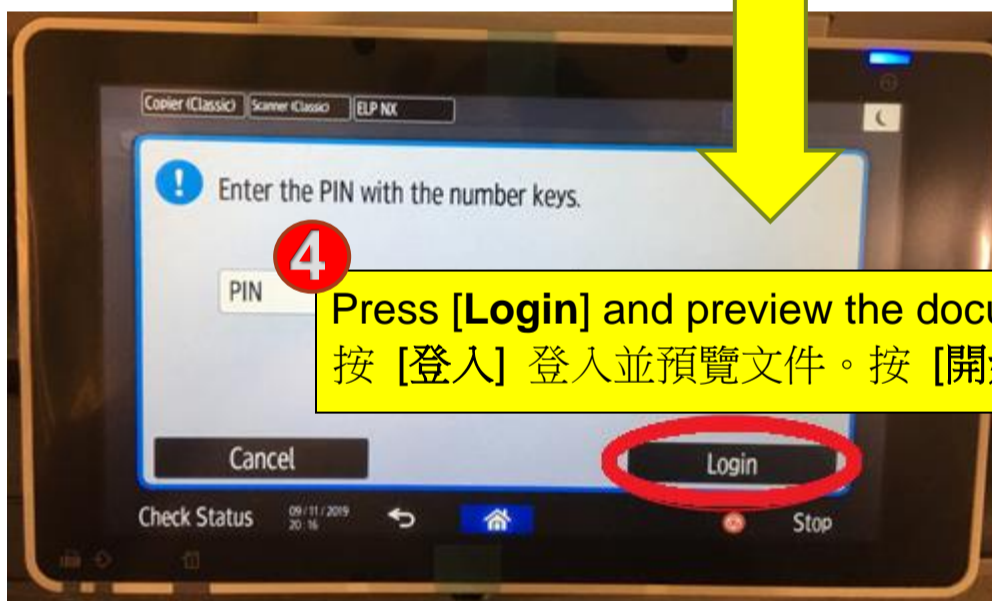 Copier (Classic) Scanner (Classic) ELP NX
Enter the PIN with the number keys.
4
PIN
Press [Login] and preview the docu
按 [登入] 登入並預覽文件。按 [開
Cancel Login
Check Status 09/11/2019 Stop
20:16